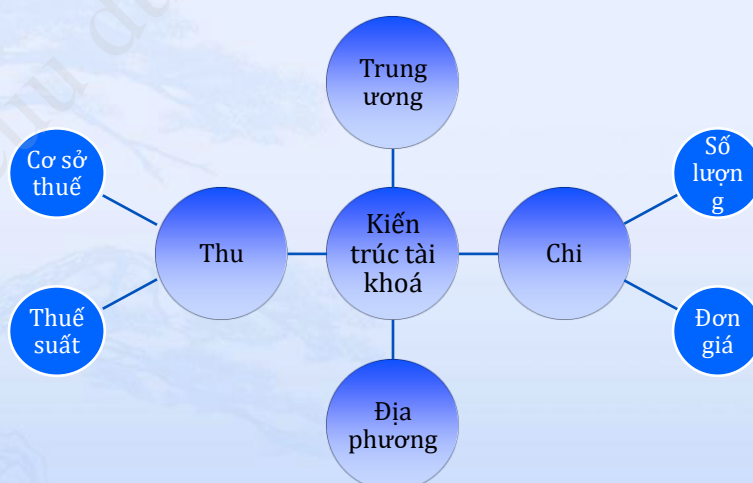 Trung
ương
Cơ sở
thuế
Số
lượn
g
Thu
Kiến
trúc tài
khoá
Chi
Thuế
suất
Đơn
giá
Địa
phương